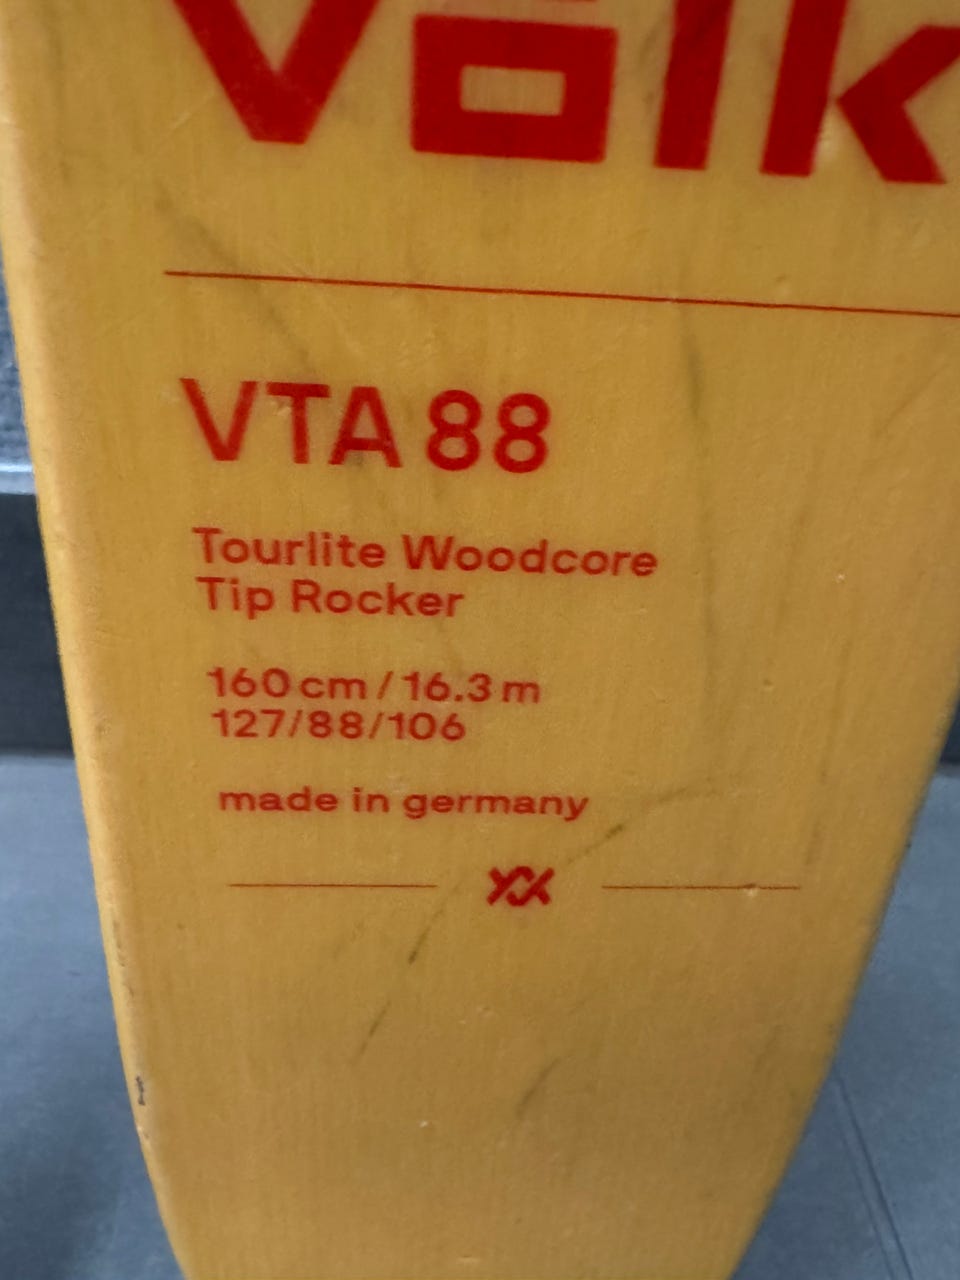 Völk
VTA 88
Tourlite Woodcore
Tip Rocker
160 cm / 16.3 m
127/88/106
made in germany